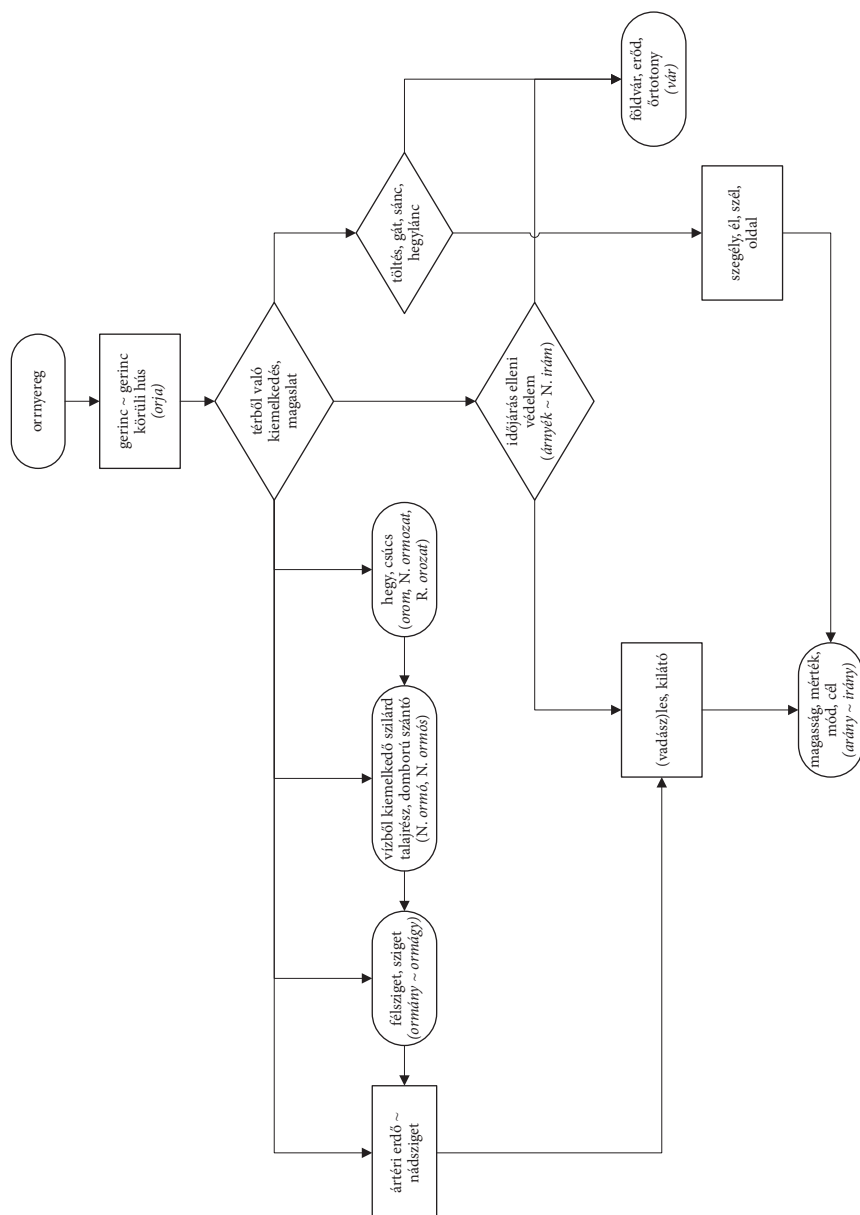 orrnyereg
gerinc ~ gerinc
körüli hús
(orja)
térből való
kiemelkedés,
magaslat
töltés, gát, sánc,
hegylánc
földvár, erőd,
őrtotony
(vár)
hegy, csúcs
(orom, N. ormozat,
R. orozat)
vízből kiemelkedő szilárd
talajrész, domború szántó
(N. ormó, N. ormós)
félsziget, sziget
(ormány ~ ormágy)
ártéri erdő ~
nádsziget
időjárás elleni
védelem
(árnyék ~ N. irám)
szegély, él, szél,
oldal
(vadász)les, kilátó
magasság, mérték,
mód, cél
(arány ~ irány)